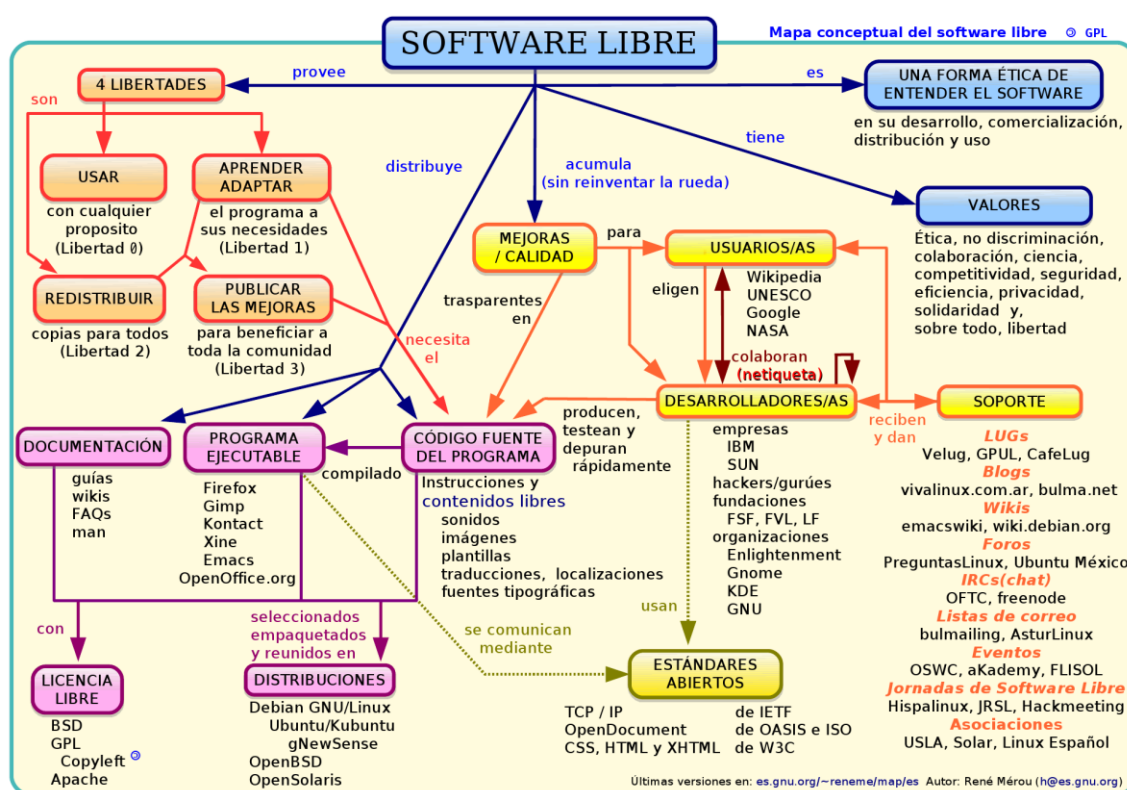 SOFTWARE LIBRE
Mapa conceptual del software libre GPL
provee
es
4 LIBERTADES
UNA FORMA ÉTICA DE
ENTENDER EL SOFTWARE
en su desarrollo, comercialización,
distribución y uso
son
tiene
distribuye
acumula
(sin reinventar la rueda)
USAR
con cualquier
proposito
(Libertad 0)
APRENDER
ADAPTAR
el programa a
sus necesidades
(Libertad 1)
REDISTRIBUIR
copias para todos
(Libertad 2)
PUBLICAR
LAS MEJORAS
para beneficiar a
toda la comunidad
(Libertad 3)
necesita
el
VALORES
Ética, no discriminación,
colaboración, ciencia,
competitividad, seguridad,
eficiencia, privacidad,
solidaridad y,
sobre todo, libertad
MEJORAS
/ CALIDAD
para
USUARIOS/AS
Wikipedia
UNESCO
Google
NASA
eligen
trasparentes
en
colaboran
(netiqueta)
DESARROLLADORES/AS
empresas
IBM
SUN
hackers/gurúes
fundaciones
FSF, FVL, LF
organizaciones
Enlightenment
Gnome
KDE
GNU
producen,
testean y
depuran
rápidamente
reciben
y dan
SOPORTE
LUGs
Velug, GPUL, CafeLug
Blogs
vivalinux.com.ar, bulma.net
Wikis
emacswiki, wiki.debian.org
Foros
PreguntasLinux, Ubuntu México
IRCs(chat)
OFTC, freenode
Listas de correo
bulmailing, AsturLinux
Eventos
OSWC, aKademy, FLISOL
Jornadas de Software Libre
Hispalinux, JRSL, Hackmeeting
Asociaciones
USLA, Solar, Linux Español
DOCUMENTACIÓN
guías
wikis
FAQs
man
PROGRAMA
EJECUTABLE
Firefox
Gimp
Kontact
Xine
Emacs
OpenOffice.org
compilado
CÓDIGO FUENTE
DEL PROGRAMA
Instrucciones y
contenidos libres
sonidos
imágenes
plantillas
traducciones, localizaciones
fuentes tipográficas
con
seleccionados
empaquetados
y reunidos en
se comunican
mediante
usan
LICENCIA
LIBRE
BSD
GPL
Copyleft
Apache
DISTRIBUCIONES
Debian GNU/Linux
Ubuntu/Kubuntu
gNewSense
OpenBSD
OpenSolaris
ESTÁNDARES
ABIERTOS
TCP / IP de IETF
OpenDocument de OASIS e ISO
CSS, HTML y XHTML de W3C
Últimas versiones en: es.gnu.org/~reneme/map/es Autor: René Mérou (h@es.gnu.org)